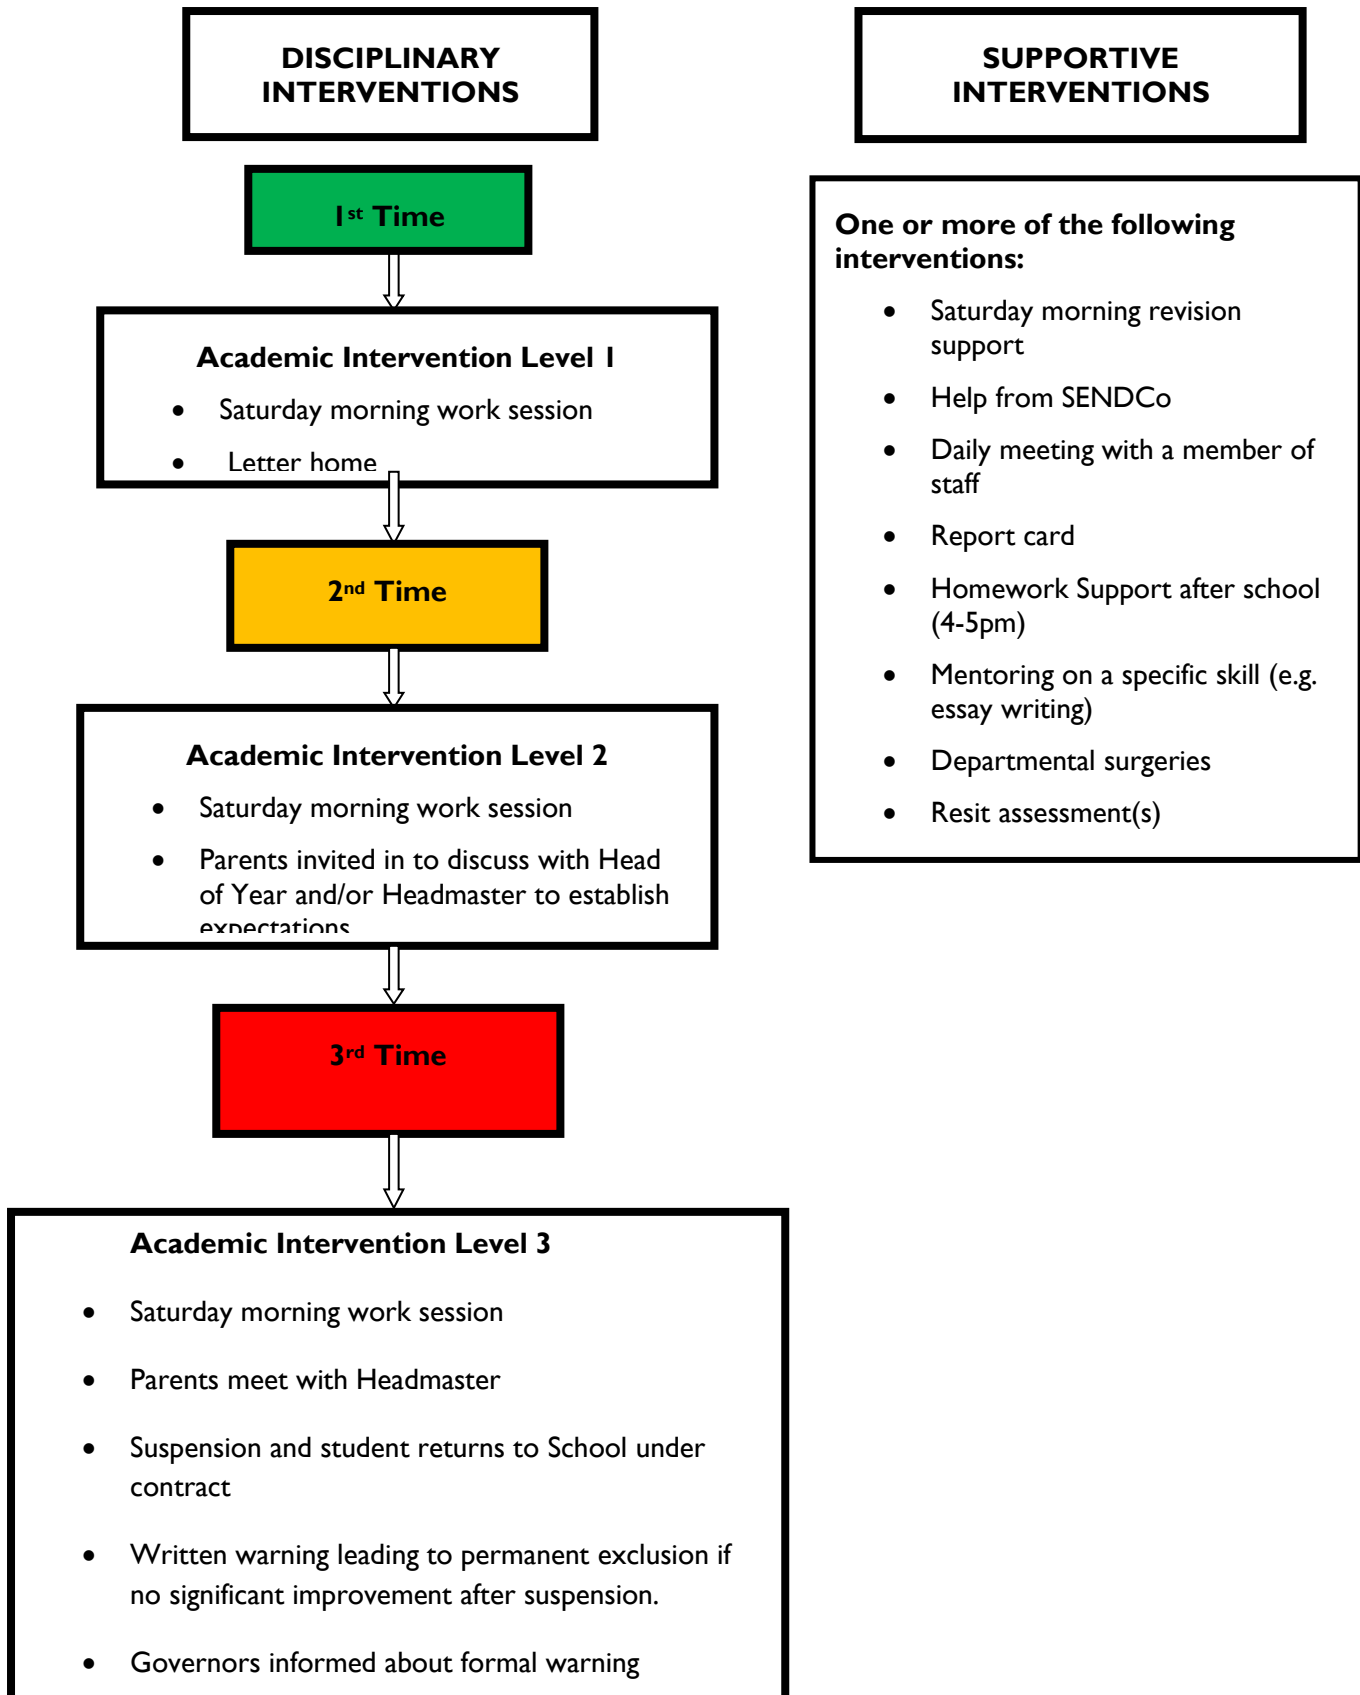 DISCIPLINARY
INTERVENTIONS
1st Time
Academic Intervention Level 1
• Saturday morning work session
• Letter home
2nd Time
Academic Intervention Level 2
• Saturday morning work session
• Parents invited in to discuss with Head
of Year and/or Headmaster to establish
expectations
3rd Time
Academic Intervention Level 3
• Saturday morning work session
• Parents meet with Headmaster
• Suspension and student returns to School under
contract
• Written warning leading to permanent exclusion if
no significant improvement after suspension.
• Governors informed about formal warning
SUPPORTIVE
INTERVENTIONS
One or more of the following
interventions:
• Saturday morning revision
support
• Help from SENDCo
• Daily meeting with a member of
staff
• Report card
• Homework Support after school
(4-5pm)
• Mentoring on a specific skill (e.g.
essay writing)
• Departmental surgeries
• Resit assessment(s)